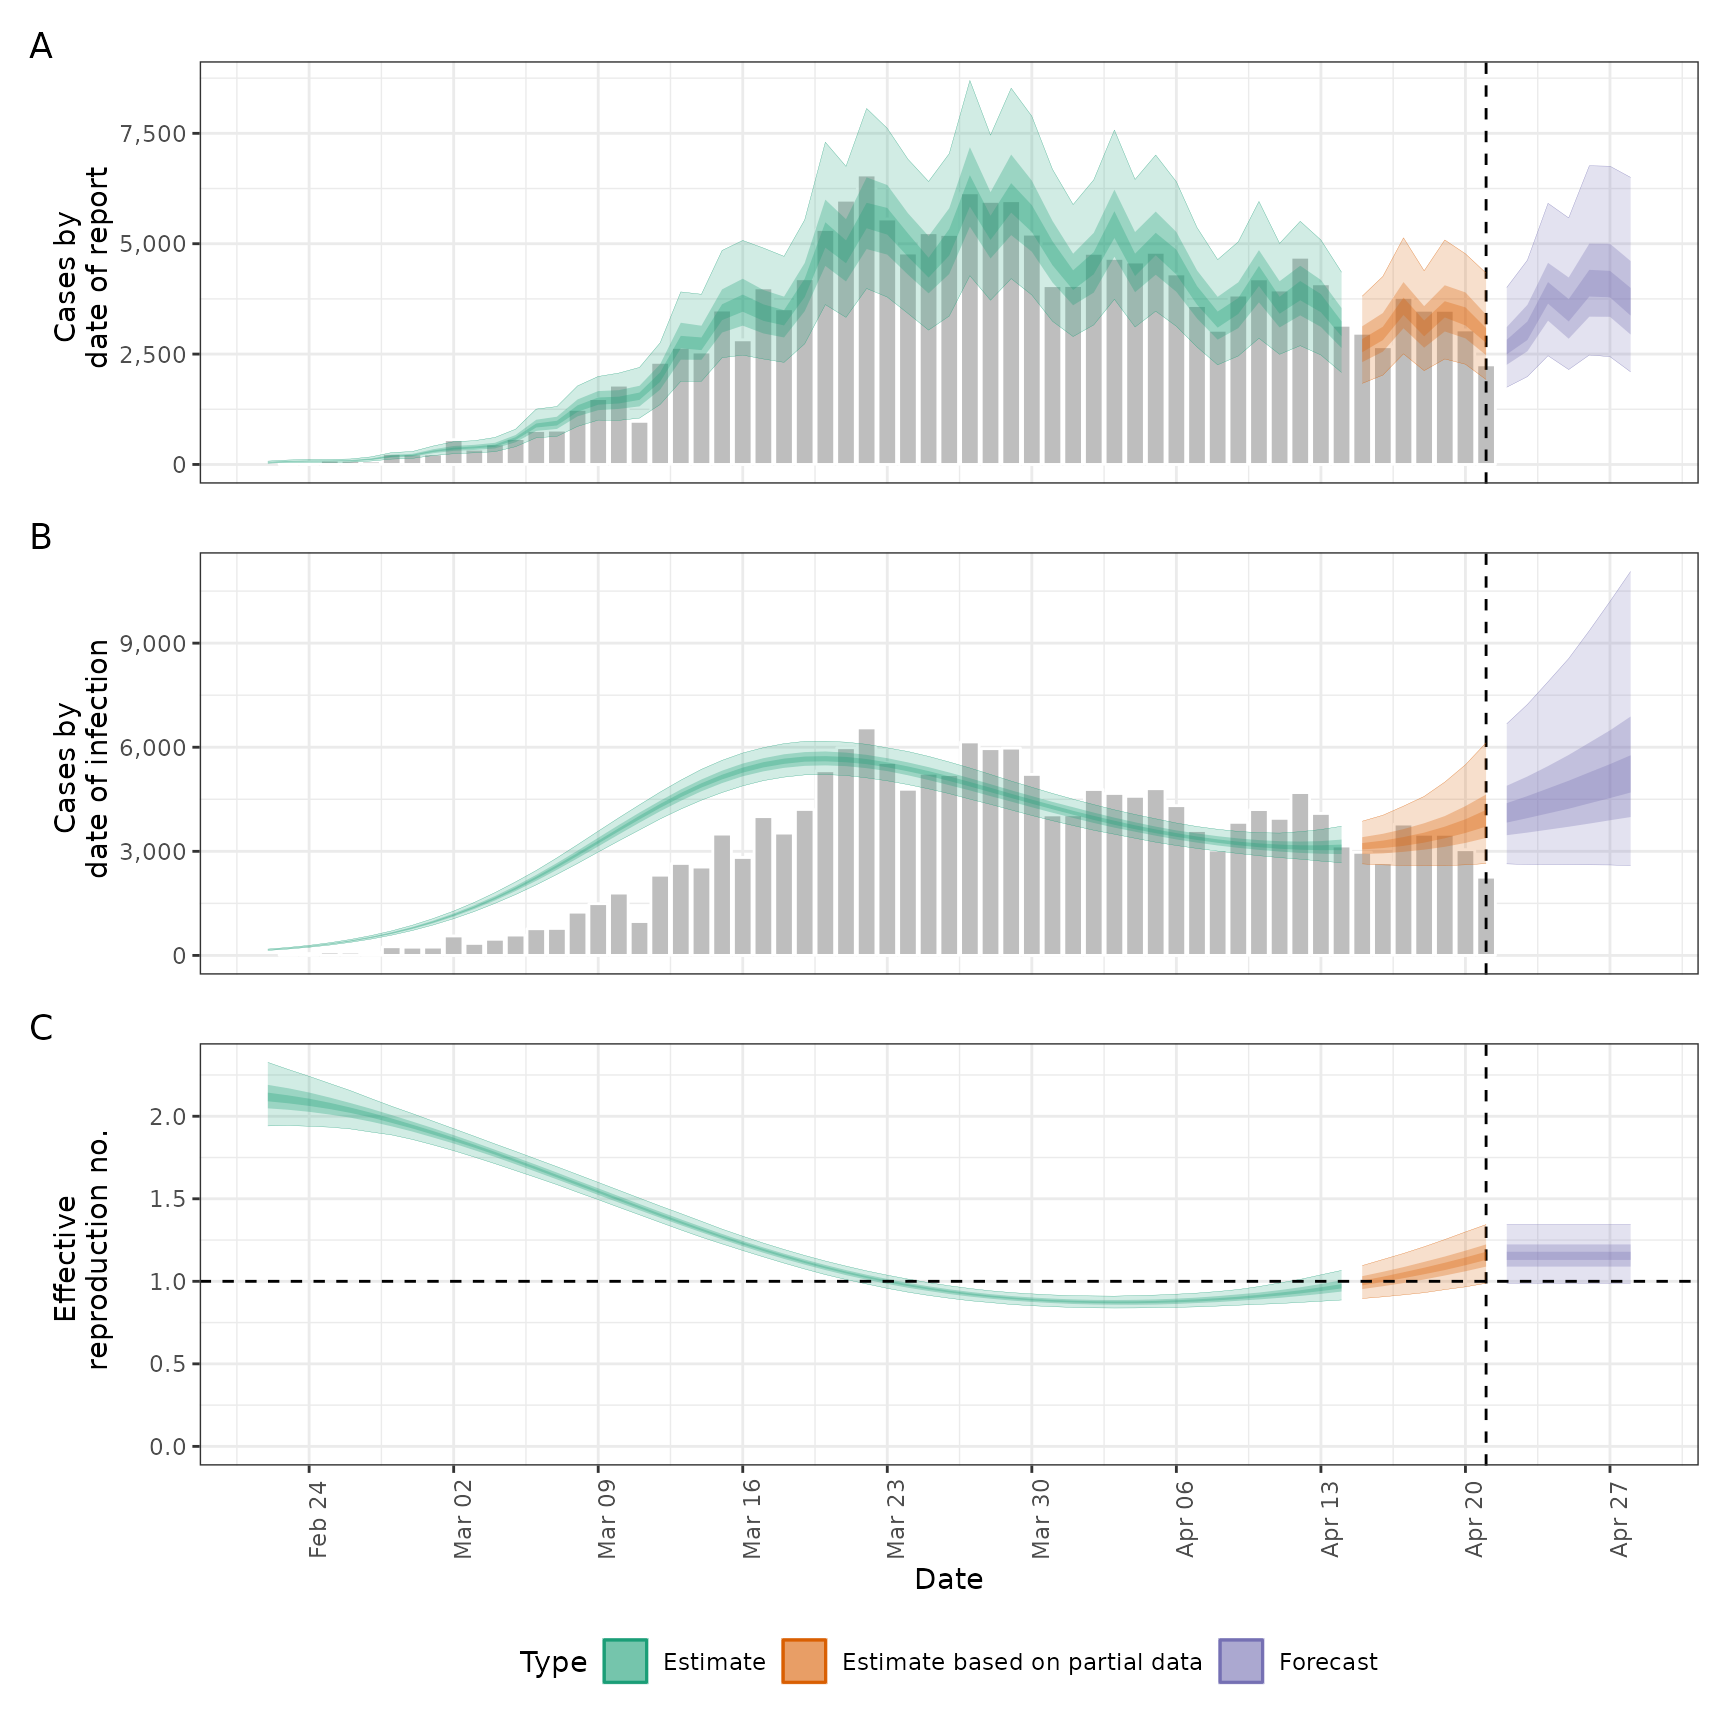 A
Cases by
date of report
7,500
5,000
2,500
0
B
Cases by
date of infection
9,000
6,000
3,000
0
C
Effective
reproduction no.
2.0
1.5
1.0
0.5
0.0
Feb 24
Mar 02
Mar 09
Mar 16
Mar 23
Mar 30
Apr 06
Apr 13
Apr 20
Apr 27
Date
Type Estimate Estimate based on partial data Forecast